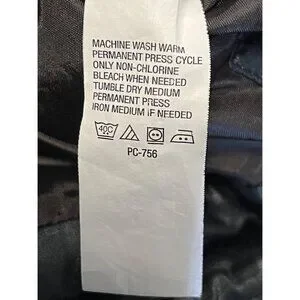 MACHINE WASH WARM
PERMANENT PRESS CYCLE
ONLY NON-CHLORINE
BLEACH WHEN NEEDED
TUMBLE DRY MEDIUM
PERMANENT PRESS
IRON MEDIUM IF NEEDED
40C
PC-756